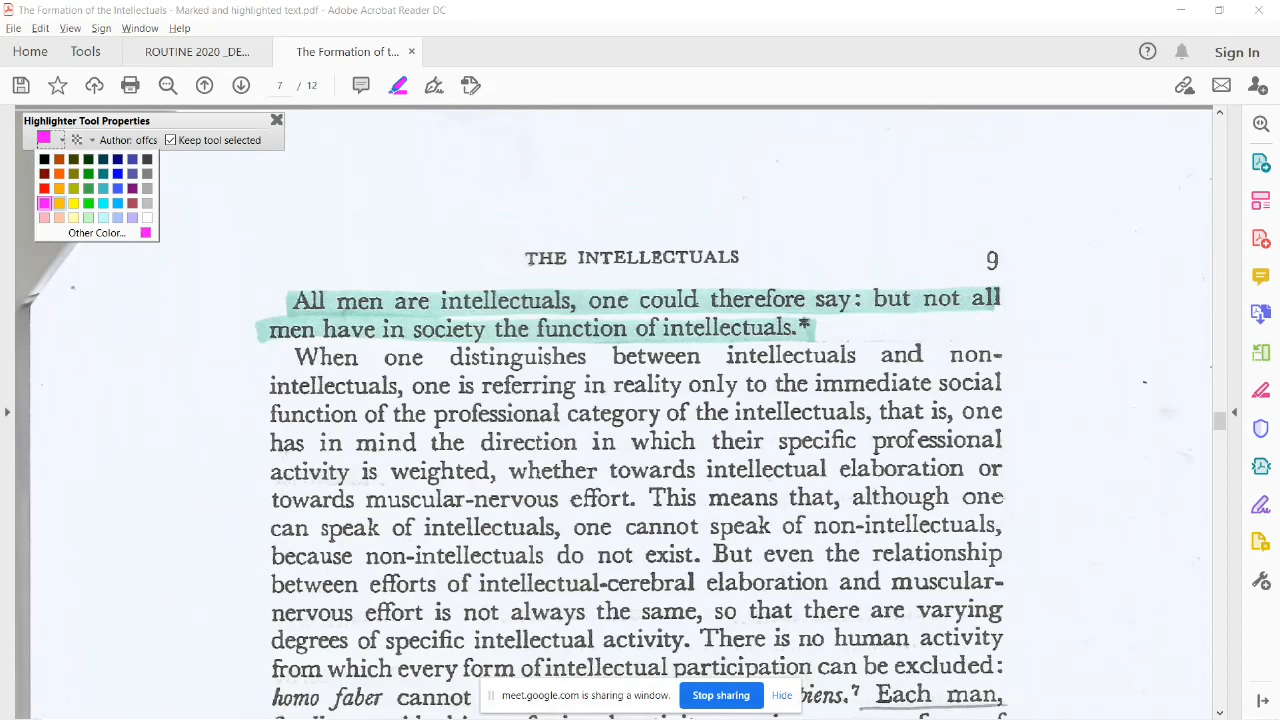 The Formation of the Intellectuals - Marked and highlighted text.pdf - Adobe Acrobat Reader DC
File Edit View Sign Window Help
Home Tools ROUTINE 2020 _DE... The Formation of t... × Sign In
7 / 12
Highlighter Tool Properties
Author: offcs Keep tool selected
Other Color...
THE INTELLECTUALS 9
All men are intellectuals, one could therefore say: but not all
men have in society the function of intellectuals.*
When one distinguishes between intellectuals and non-
intellectuals, one is referring in reality only to the immediate social
function of the professional category of the intellectuals, that is, one
has in mind the direction in which their specific professional
activity is weighted, whether towards intellectual elaboration or
towards muscular-nervous effort. This means that, although one
can speak of intellectuals, one cannot speak of non-intellectuals,
because non-intellectuals do not exist. But even the relationship
between efforts of intellectual-cerebral elaboration and muscular-
nervous effort is not always the same, so that there are varying
degrees of specific intellectual activity. There is no human activity
from which every form of intellectual participation can be excluded:
homo faber cannot piens.⁷ Each man,
meet.google.com is sharing a window. Stop sharing Hide